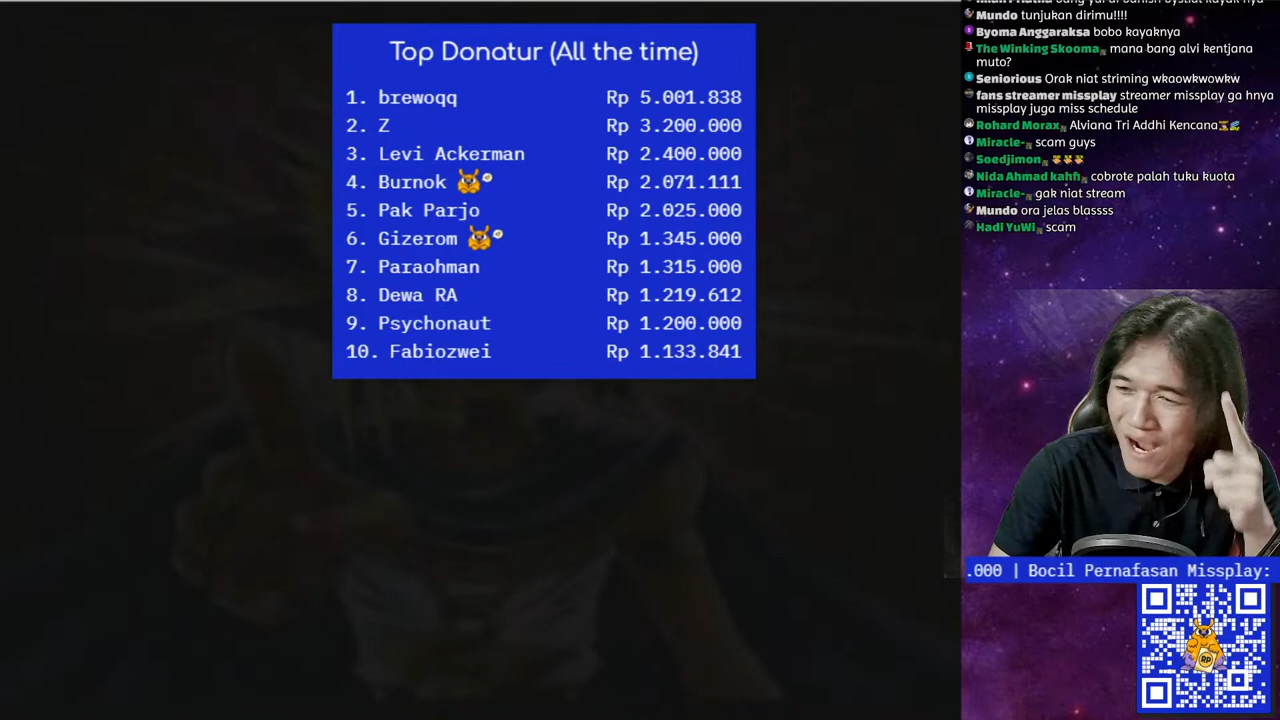 Top Donatur (All the time)
1. brewoqq Rp 5.001.838
2. Z Rp 3.200.000
3. Levi Ackerman Rp 2.400.000
4. Burnok Rp 2.071.111
5. Pak Parjo Rp 2.025.000
6. Gizerom Rp 1.345.000
7. Paraohman Rp 1.315.000
8. Dewa RA Rp 1.219.612
9. Psychonaut Rp 1.200.000
10. Fabiozwei Rp 1.133.841
Mundo tunjukan dirimu!!!!
Byoma Anggaraksa bobo kayaknya
The Winking Skooma mana bang alvi kentjana
muto?
Seniorious Orak niat striming wkaowkwowkw
fans streamer missplay streamer missplay ga hnya
missplay juga miss schedule
Rohard Morax Alviana Tri Addhi Kencana
Miracle- scam guys
Soedjimon
Nida Ahmad kahfi cobrote palah tuku kuota
Miracle- gak niat stream
Mundo ora jelas blassss
Hadi YuWI scam
.000 | Bocil Pernafasan Missplay:
RP